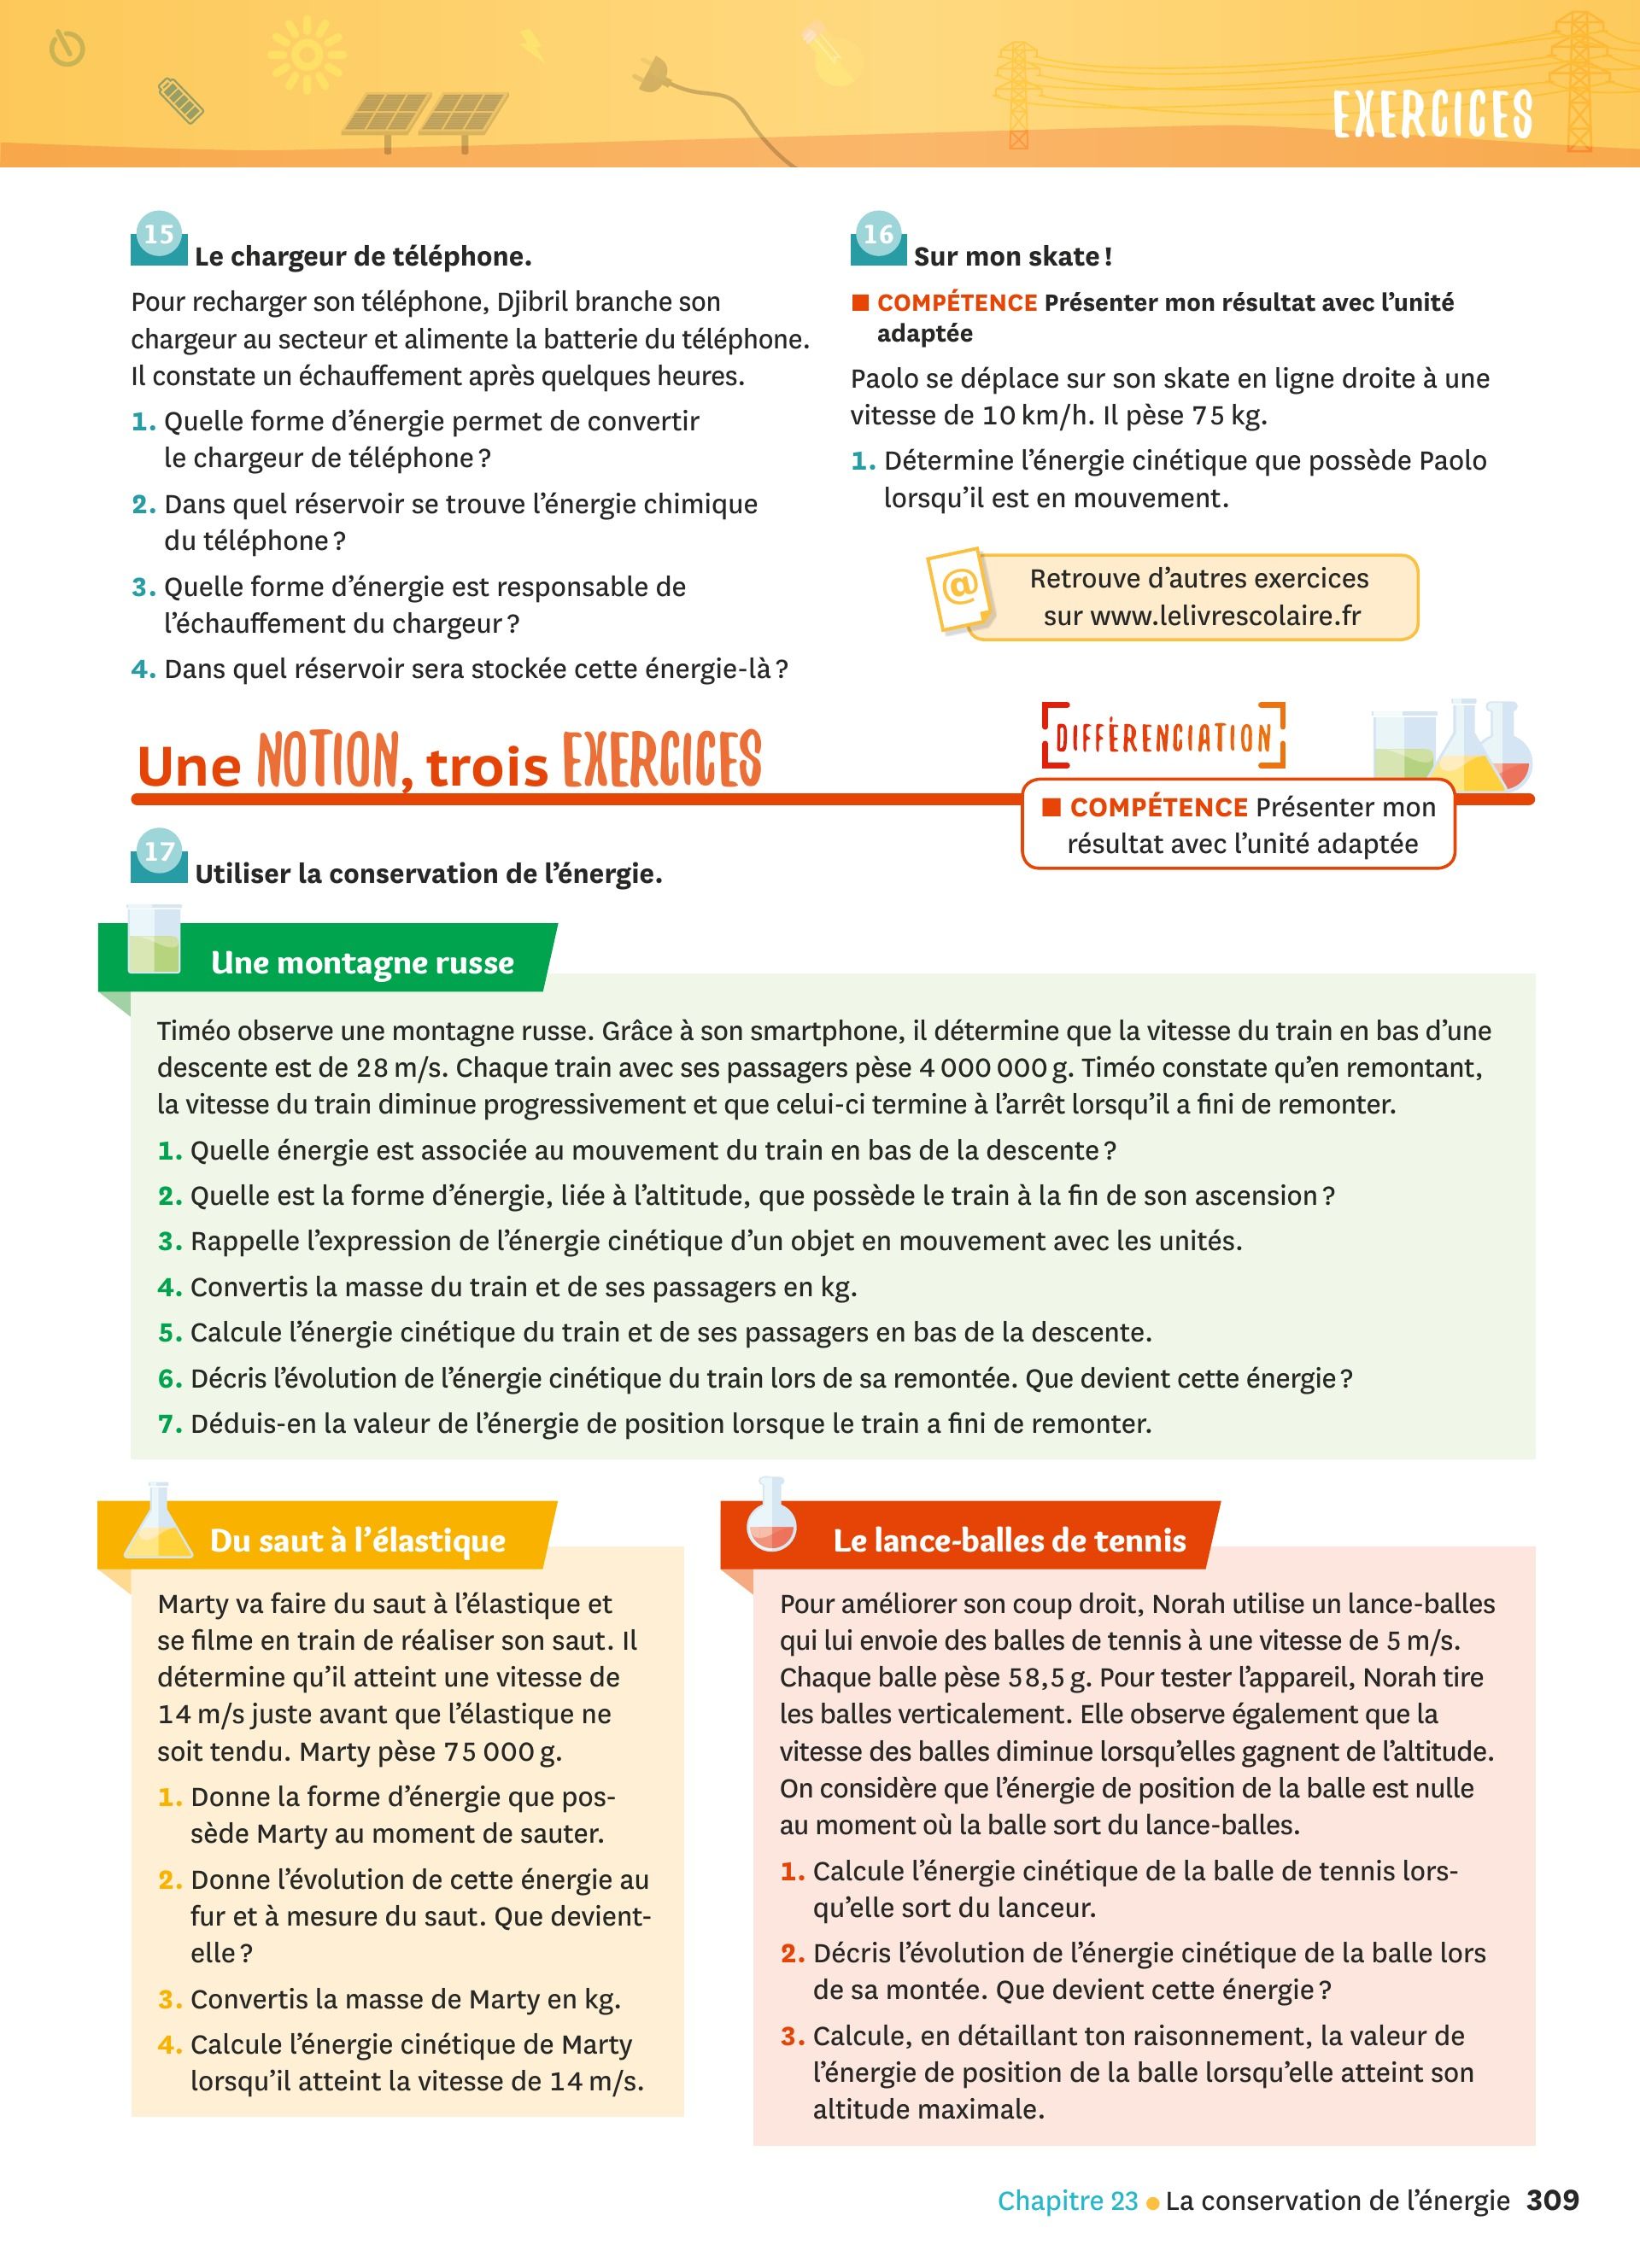 EXERCICES
15 Le chargeur de téléphone.
Pour recharger son téléphone, Djibril branche son
chargeur au secteur et alimente la batterie du téléphone.
Il constate un échauffement après quelques heures.
1. Quelle forme d’énergie permet de convertir
le chargeur de téléphone ?
2. Dans quel réservoir se trouve l’énergie chimique
du téléphone ?
3. Quelle forme d’énergie est responsable de
l’échauffement du chargeur ?
4. Dans quel réservoir sera stockée cette énergie-là ?
16 Sur mon skate !
COMPÉTENCE Présenter mon résultat avec l’unité
adaptée
Paolo se déplace sur son skate en ligne droite à une
vitesse de 10 km/h. Il pèse 75 kg.
1. Détermine l’énergie cinétique que possède Paolo
lorsqu’il est en mouvement.
@
Retrouve d’autres exercices
sur www.lelivrescolaire.fr
Une NOTION, trois EXERCICES
DIFFÉRENCIATION
COMPÉTENCE Présenter mon
résultat avec l’unité adaptée
17 Utiliser la conservation de l’énergie.
Une montagne russe
Timéo observe une montagne russe. Grâce à son smartphone, il détermine que la vitesse du train en bas d’une
descente est de 28 m/s. Chaque train avec ses passagers pèse 4 000 000 g. Timéo constate qu’en remontant,
la vitesse du train diminue progressivement et que celui-ci termine à l’arrêt lorsqu’il a fini de remonter.
1. Quelle énergie est associée au mouvement du train en bas de la descente ?
2. Quelle est la forme d’énergie, liée à l’altitude, que possède le train à la fin de son ascension ?
3. Rappelle l’expression de l’énergie cinétique d’un objet en mouvement avec les unités.
4. Convertis la masse du train et de ses passagers en kg.
5. Calcule l’énergie cinétique du train et de ses passagers en bas de la descente.
6. Décris l’évolution de l’énergie cinétique du train lors de sa remontée. Que devient cette énergie ?
7. Déduis-en la valeur de l’énergie de position lorsque le train a fini de remonter.
Du saut à l’élastique
Marty va faire du saut à l’élastique et
se filme en train de réaliser son saut. Il
détermine qu’il atteint une vitesse de
14 m/s juste avant que l’élastique ne
soit tendu. Marty pèse 75 000 g.
1. Donne la forme d’énergie que pos-
sède Marty au moment de sauter.
2. Donne l’évolution de cette énergie au
fur et à mesure du saut. Que devient-
elle ?
3. Convertis la masse de Marty en kg.
4. Calcule l’énergie cinétique de Marty
lorsqu’il atteint la vitesse de 14 m/s.
Le lance-balles de tennis
Pour améliorer son coup droit, Norah utilise un lance-balles
qui lui envoie des balles de tennis à une vitesse de 5 m/s.
Chaque balle pèse 58,5 g. Pour tester l’appareil, Norah tire
les balles verticalement. Elle observe également que la
vitesse des balles diminue lorsqu’elles gagnent de l’altitude.
On considère que l’énergie de position de la balle est nulle
au moment où la balle sort du lance-balles.
1. Calcule l’énergie cinétique de la balle de tennis lors-
qu’elle sort du lanceur.
2. Décris l’évolution de l’énergie cinétique de la balle lors
de sa montée. Que devient cette énergie ?
3. Calcule, en détaillant ton raisonnement, la valeur de
l’énergie de position de la balle lorsqu’elle atteint son
altitude maximale.
Chapitre 23 • La conservation de l’énergie 309